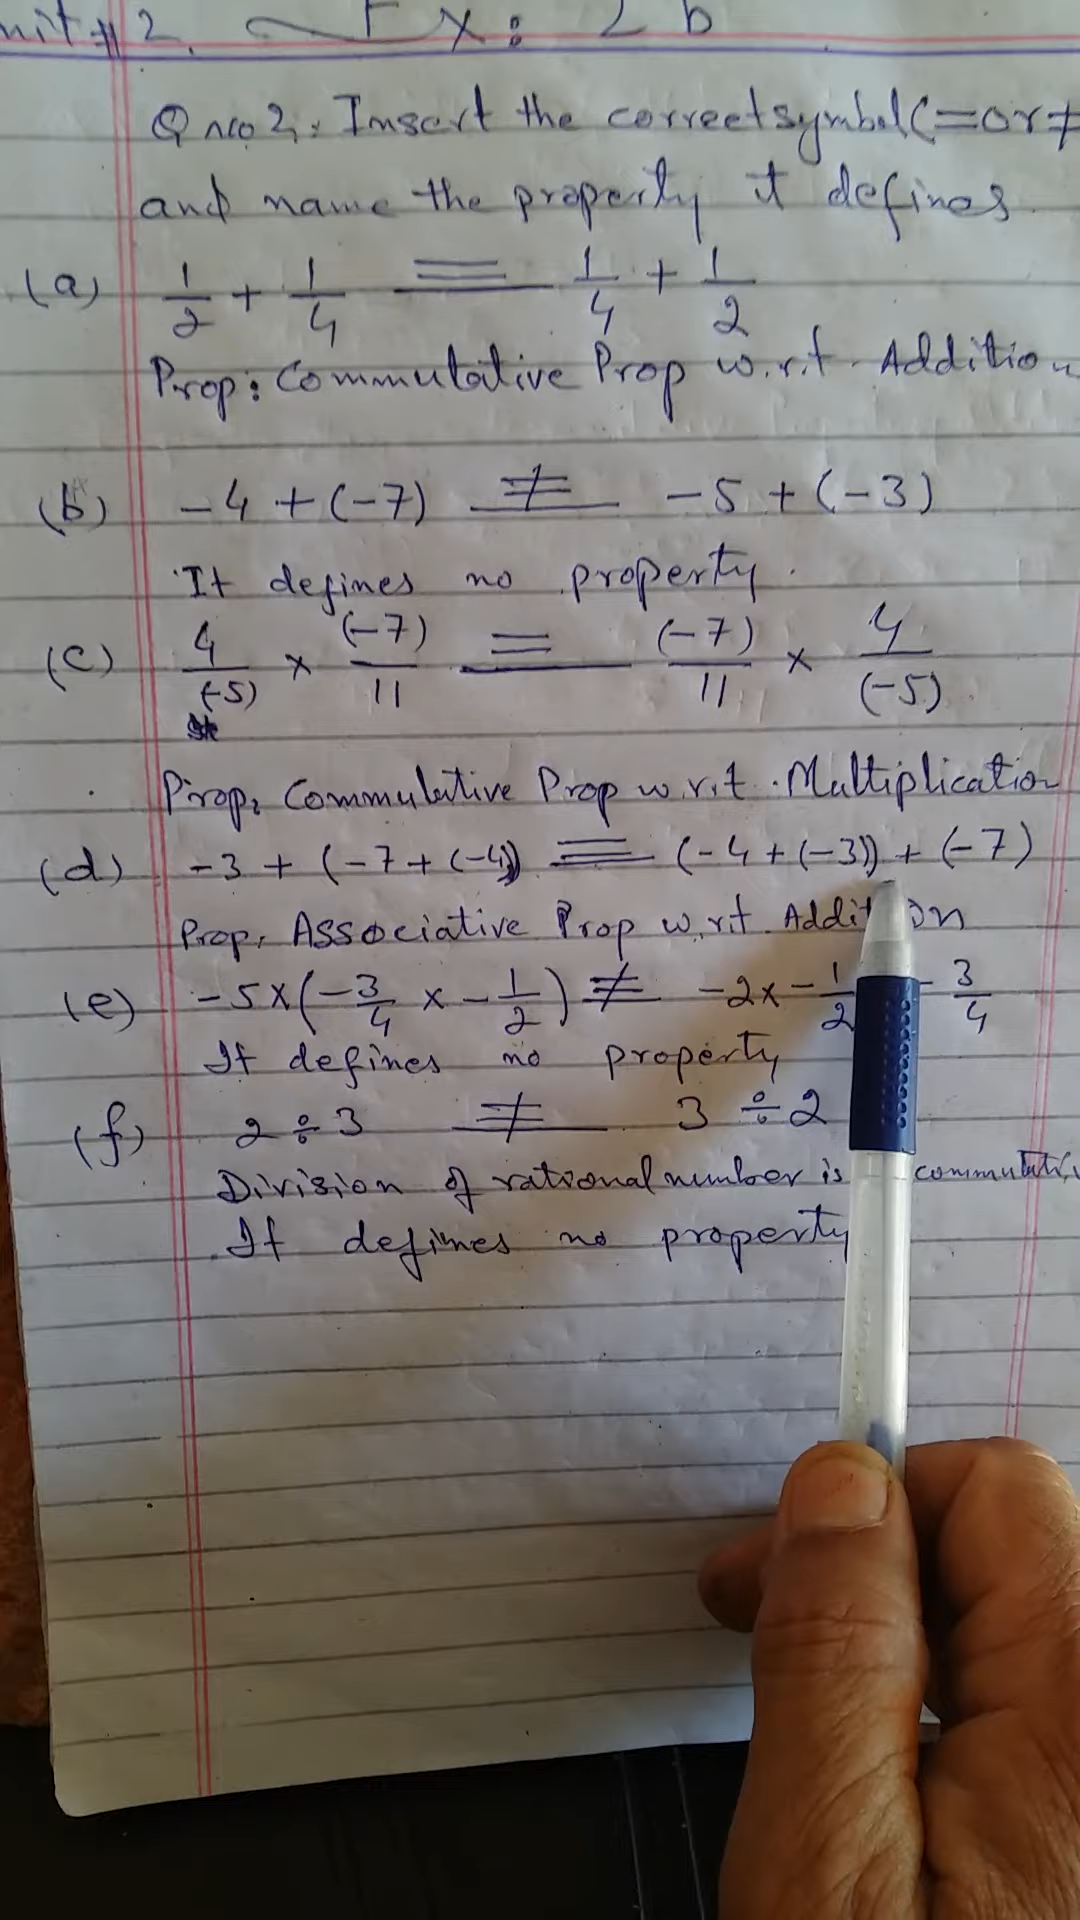 Ex: 2b
Q no 2: Insert the correct symbol (= or ≠
and name the property it defines
(a) 1/2 + 1/4 = 1/4 + 1/2
Prop: Commutative Prop w.r.t. Addition
(b) -4 + (-7) ≠ -5 + (-3)
It defines no property.
(c) 4/(-5) × (-7)/11 = (-7)/11 × 4/(-5)
Prop: Commutative Prop w.r.t. Multiplication
(d) -3 + (-7 + (-4)) = (-4 + (-3)) + (-7)
Prop: Associative Prop w.r.t. Addition
(e) -5 × (-3/4 × -1/2) ≠ -2 × -1/2 - 3/4
It defines no property
(f) 2 ÷ 3 ≠ 3 ÷ 2
Division of rational number is commutativ
It defines no property